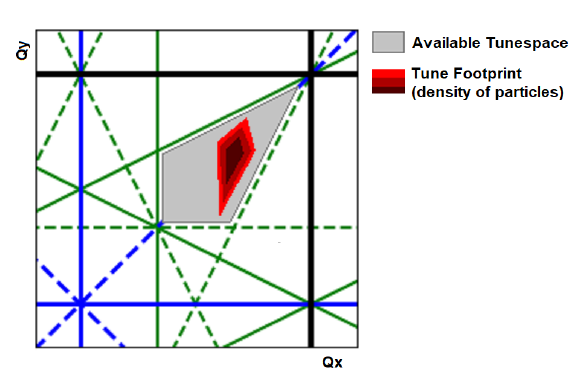 Qy
Available Tunespace
Tune Footprint
(density of particles)
Qx